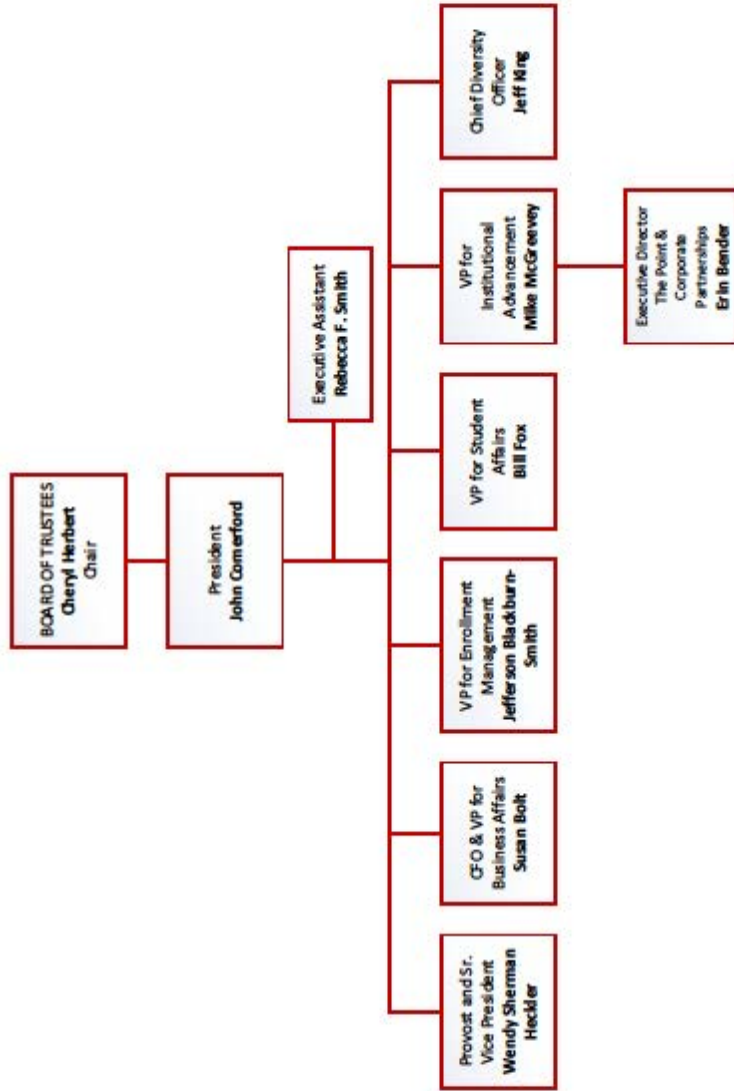 BOARD OF TRUSTEES
Cheryl Herbert
Chair
President
John Comerford
Executive Assistant
Rebecca F. Smith
Provost and Sr.
Vice President
Wendy Sherman
Heckler
CFO & VP for
Business Affairs
Susan Bolt
VP for Enrollment
Management
Jefferson Blackburn-
Smith
VP for Student
Affairs
Bill Fox
VP for
Institutional
Advancement
Mike McGreevey
Chief Diversity
Officer
Jeff King
Executive Director
The Point &
Corporate
Partnerships
Erin Bender